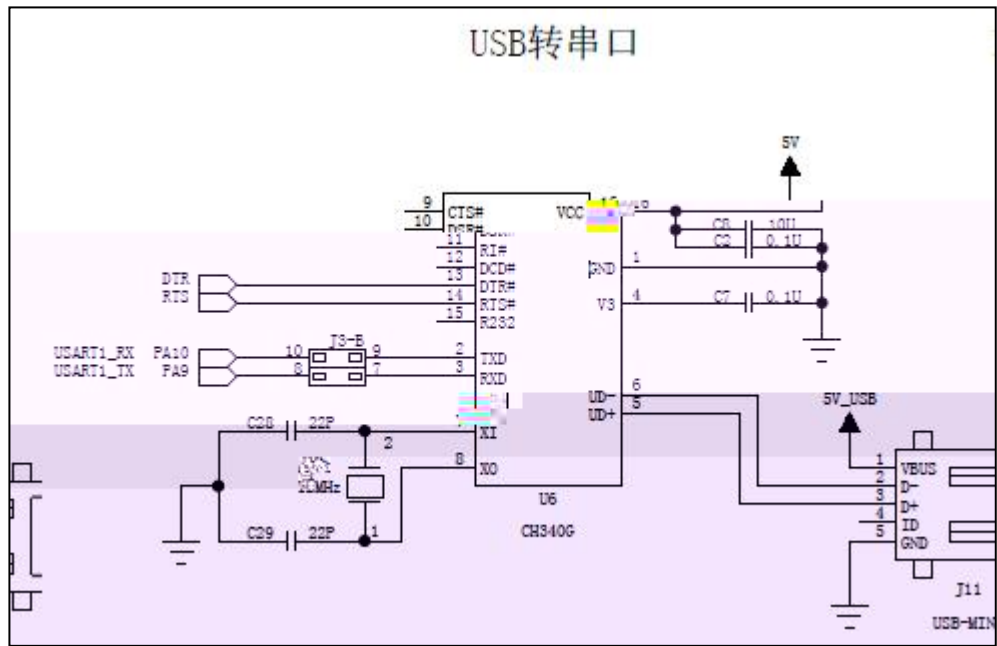 USB转串口
5V
9 CTS# VCC
10 DSR# C8 10U
11 RI# C2 0.1U
12 DCD# GND 1
DTR 13 DTR#
RTS 14 RTS# V3 4 C7 0.1U
15 R232
J3-B
USART1_RX PA10 10 9 2 TXD
USART1_TX PA9 8 7 3 RXD
UD- 6
UD+ 5
5V_USB
C28 22P XI
2
8 XO
1 VBUS
2 D-
3 D+
4 ID
5 GND
U6
CH340G
C29 22P 1
J11
USB-MIN